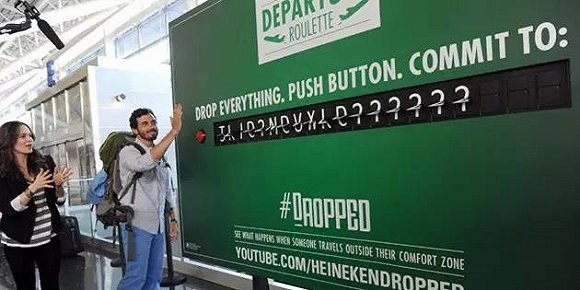 DEPARTURE
ROULETTE
DROP EVERYTHING. PUSH BUTTON. COMMIT TO:
???????
#DROPPED
SEE WHAT HAPPENS WHEN SOMEONE TRAVELS OUTSIDE THEIR COMFORT ZONE
YOUTUBE.COM/HEINEKENDROPPED